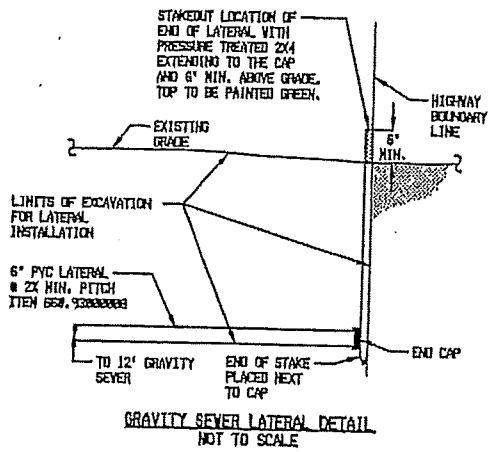 STAKEOUT LOCATION OF
END OF LATERAL WITH
PRESSURE TREATED 2X4
EXTENDING TO THE CAP
AND 6" MIN. ABOVE GRADE.
TOP TO BE PAINTED GREEN.
HIGHWAY
BOUNDARY
LINE
EXISTING
GRADE
6"
MIN.
LIMITS OF EXCAVATION
FOR LATERAL
INSTALLATION
6" PVC LATERAL
@ 2% MIN. PITCH
ITEM
END CAP
TO 12" GRAVITY
SEWER
END OF STAKE
PLACED NEXT
TO CAP
GRAVITY SEWER LATERAL DETAIL
NOT TO SCALE